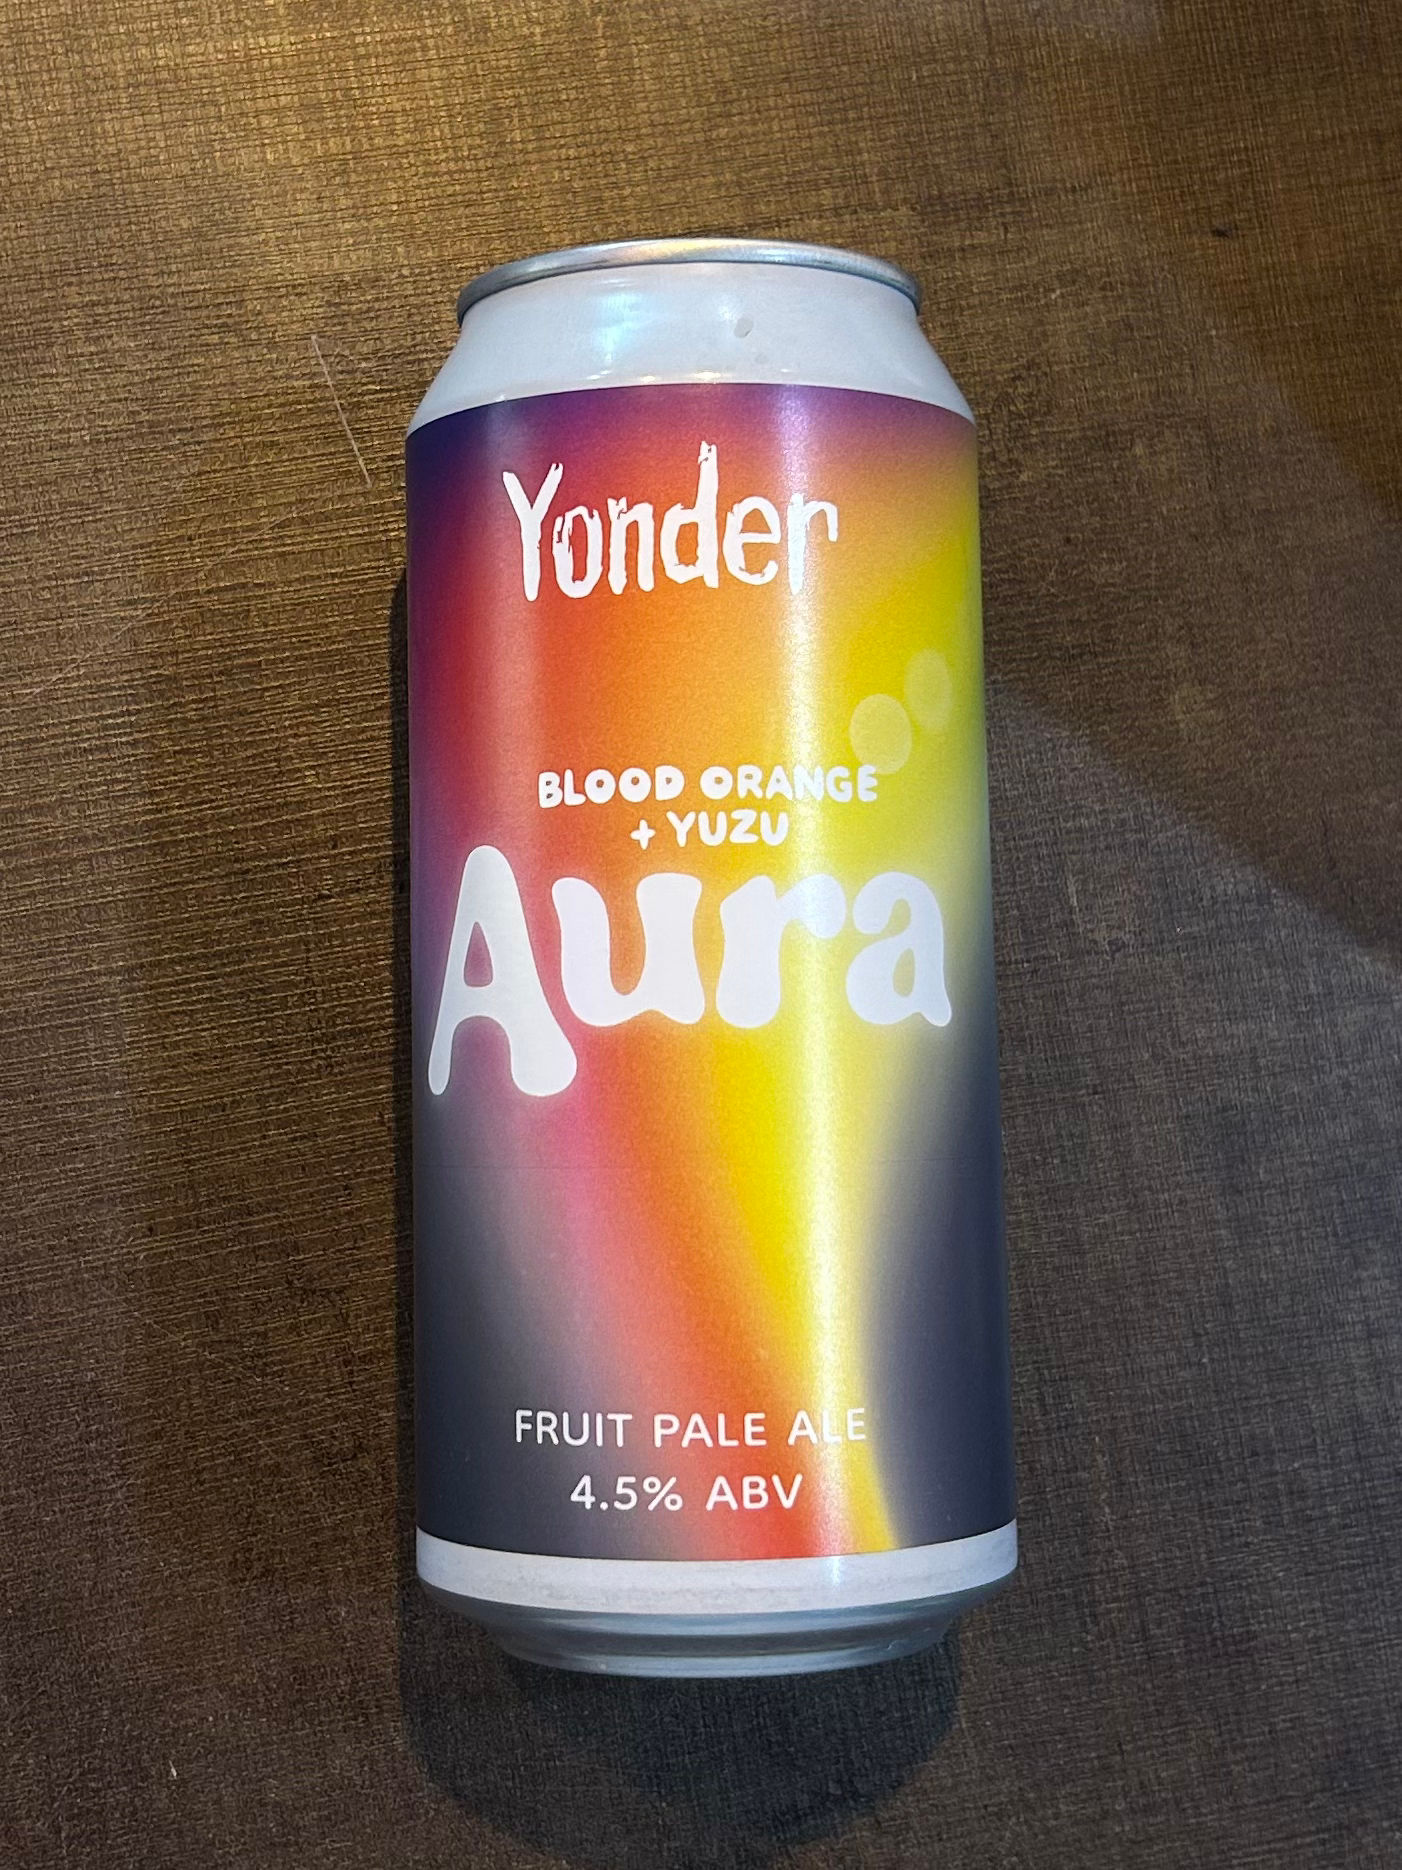 Yonder
BLOOD ORANGE
+ YUZU
Aura
FRUIT PALE ALE
4.5% ABV